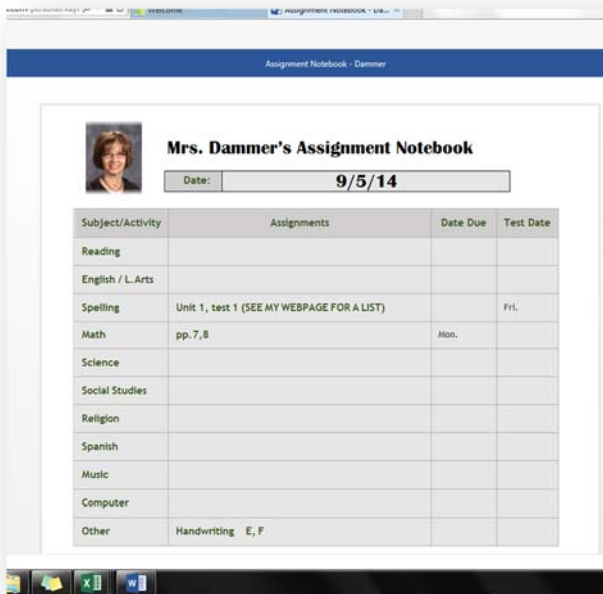 Welcome
Assignment Notebook - Da...
Assignment Notebook - Dammer
Mrs. Dammer's Assignment Notebook
Date: 9/5/14
Subject/Activity Assignments Date Due Test Date
Reading
English / L.Arts
Spelling Unit 1, test 1 (SEE MY WEBPAGE FOR A LIST) Fri.
Math pp.7,8 Mon.
Science
Social Studies
Religion
Spanish
Music
Computer
Other Handwriting E, F